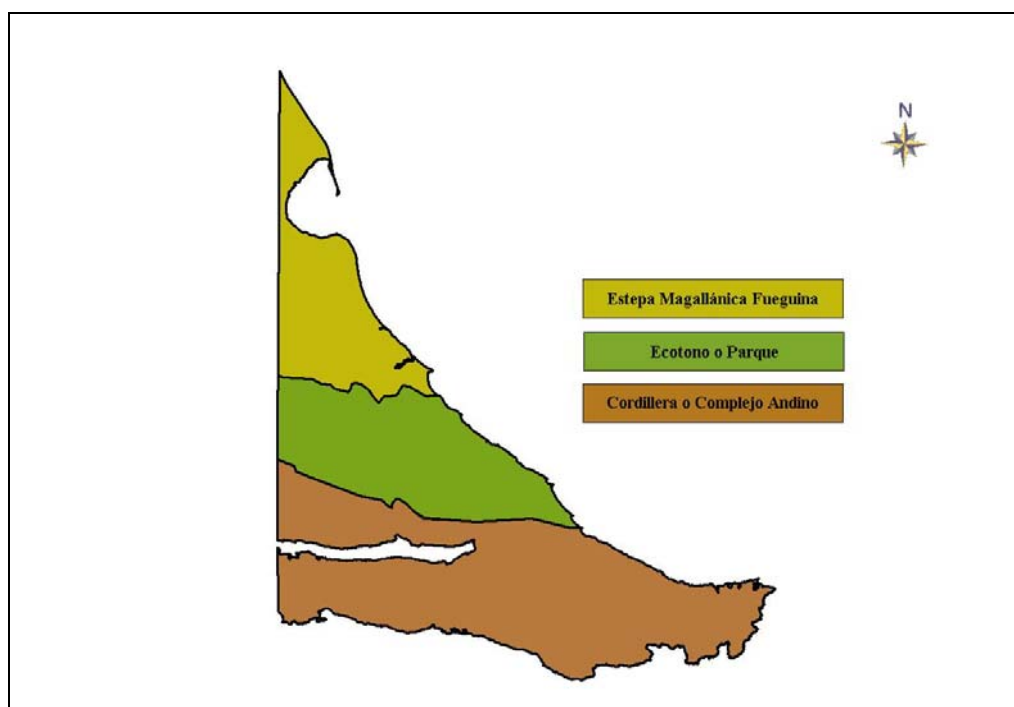 N
Estepa Magallánica Fueguina
Ecotono o Parque
Cordillera o Complejo Andino